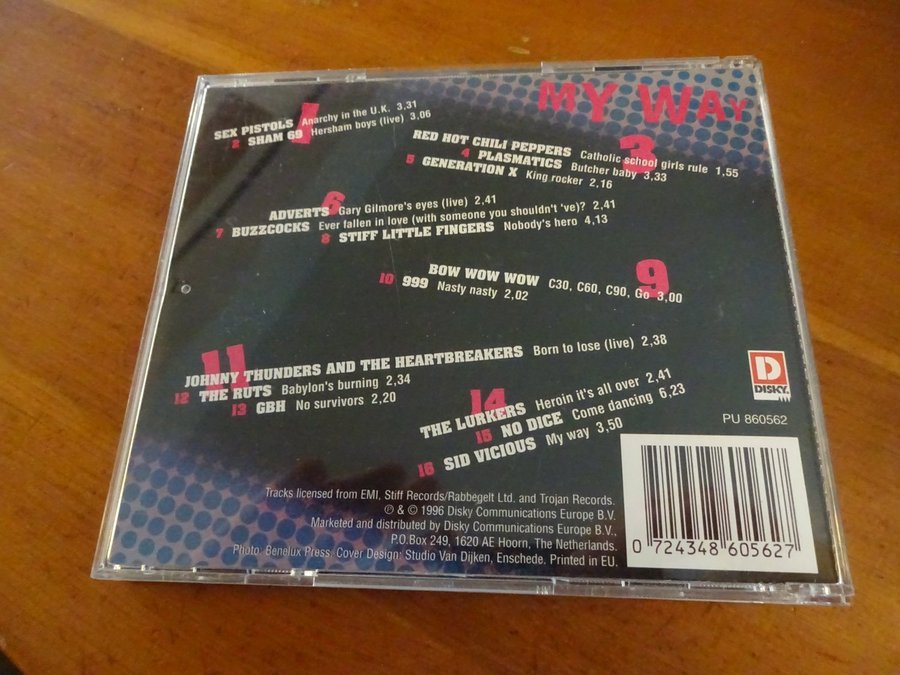 MY WAY
1
SEX PISTOLS Anarchy in the U.K. 3,31
2 SHAM 69 Hersham boys (live) 3,06
3
RED HOT CHILI PEPPERS Catholic school girls rule 1,55
4 PLASMATICS Butcher baby 3,33
5 GENERATION X King rocker 2,16
6
ADVERTS Gary Gilmore's eyes (live) 2,41
7 BUZZCOCKS Ever fallen in love (with someone you shouldn't 've)? 2,41
8 STIFF LITTLE FINGERS Nobody's hero 4,13
9
BOW WOW WOW C30, C60, C90, Go 3,00
10 999 Nasty nasty 2,02
11
JOHNNY THUNDERS AND THE HEARTBREAKERS Born to lose (live) 2,38
12 THE RUTS Babylon's burning 2,34
13 GBH No survivors 2,20
14
THE LURKERS Heroin it's all over 2,41
15 NO DICE Come dancing 6,23
16 SID VICIOUS My way 3,50
D
DISKY
PU 860562
Tracks licensed from EMI, Stiff Records/Rabbegelt Ltd. and Trojan Records.
℗ & © 1996 Disky Communications Europe B.V.
Marketed and distributed by Disky Communications Europe B.V.,
P.O.Box 249, 1620 AE Hoorn, The Netherlands.
Photo: Benelux Press. Cover Design: Studio Van Dijken, Enschede. Printed in EU.
0 724348 605627